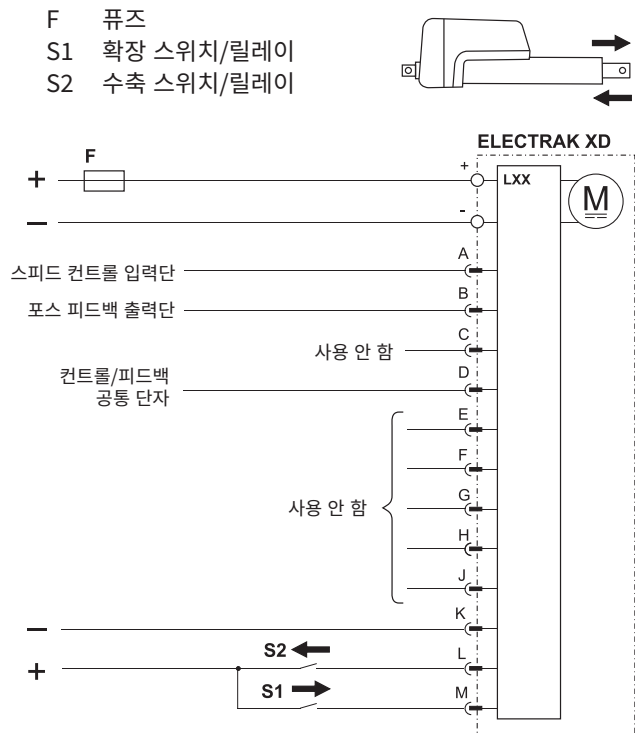 F 퓨즈
S1 확장 스위치/릴레이
S2 수축 스위치/릴레이
ELECTRAK XD
F
+
+
LXX
M
−
-
A
스피드 컨트롤 입력단
B
포스 피드백 출력단
C
사용 안 함
D
컨트롤/피드백
공통 단자
E
F
G
사용 안 함
H
J
K
−
S2
L
+
S1
M